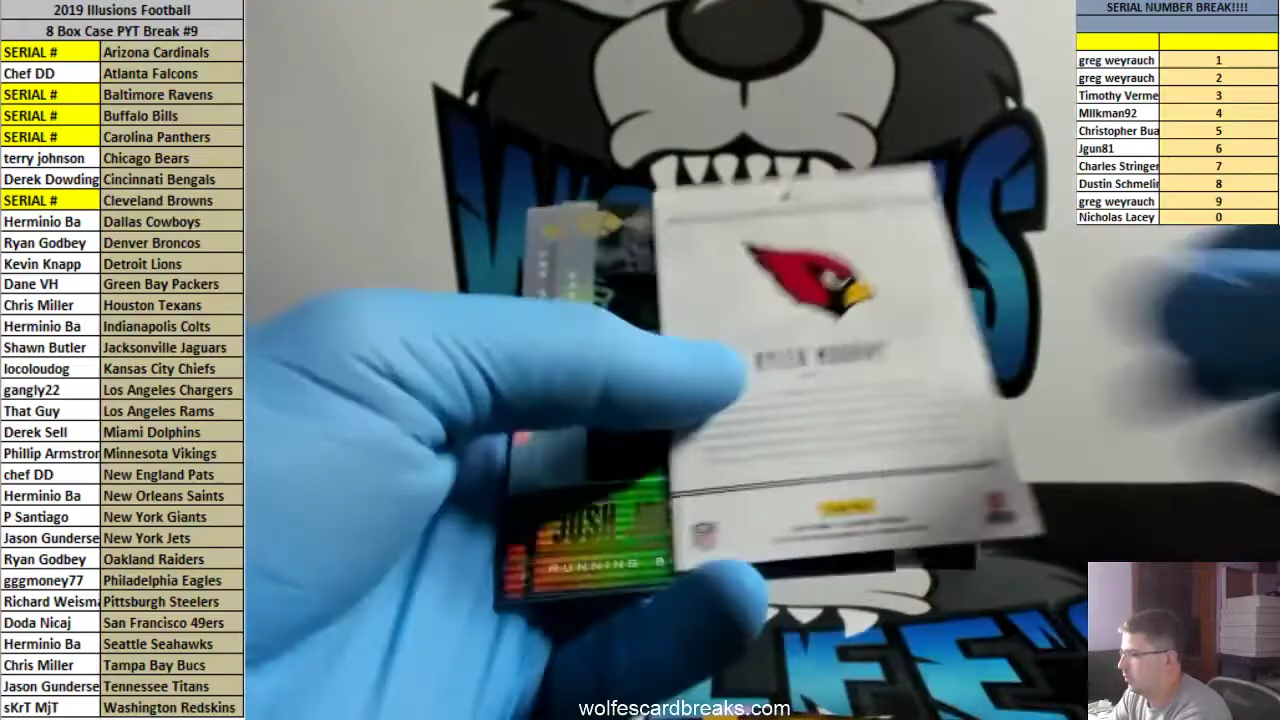 2019 Illusions Football
8 Box Case PYT Break #9
SERIAL # Arizona Cardinals
Chef DD Atlanta Falcons
SERIAL # Baltimore Ravens
SERIAL # Buffalo Bills
SERIAL # Carolina Panthers
terry johnson Chicago Bears
Derek Dowding Cincinnati Bengals
SERIAL # Cleveland Browns
Herminio Ba Dallas Cowboys
Ryan Godbey Denver Broncos
Kevin Knapp Detroit Lions
Dane VH Green Bay Packers
Chris Miller Houston Texans
Herminio Ba Indianapolis Colts
Shawn Butler Jacksonville Jaguars
locoloudog Kansas City Chiefs
gangly22 Los Angeles Chargers
That Guy Los Angeles Rams
Derek Sell Miami Dolphins
Phillip Armstror Minnesota Vikings
chef DD New England Pats
Herminio Ba New Orleans Saints
P Santiago New York Giants
Jason Gunderse New York Jets
Ryan Godbey Oakland Raiders
gggmoney77 Philadelphia Eagles
Richard Weisma Pittsburgh Steelers
Doda Nicaj San Francisco 49ers
Herminio Ba Seattle Seahawks
Chris Miller Tampa Bay Bucs
Jason Gunderse Tennessee Titans
sKrT MjT Washington Redskins
SERIAL NUMBER BREAK!!!!
greg weyrauch 1
greg weyrauch 2
Timothy Verme 3
MIlkman92 4
Christopher Bua 5
Jgun81 6
Charles Stringer 7
Dustin Schmelin 8
greg weyrauch 9
Nicholas Lacey 0
KYLER MURRAY
PANINI
JOSH
RUNNING B
wolfescardbreaks.com